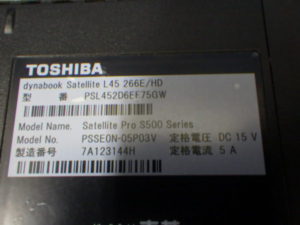 TOSHIBA
dynabook Satellite L45 266E/HD
型 番 PSL452D6EF75GW
Model Name. Satellite Pro S500 Series
Model No. PSSE0N-05P03V 定格電圧 DC 15 V
製造番号 7A123144H 定格電流 5 A